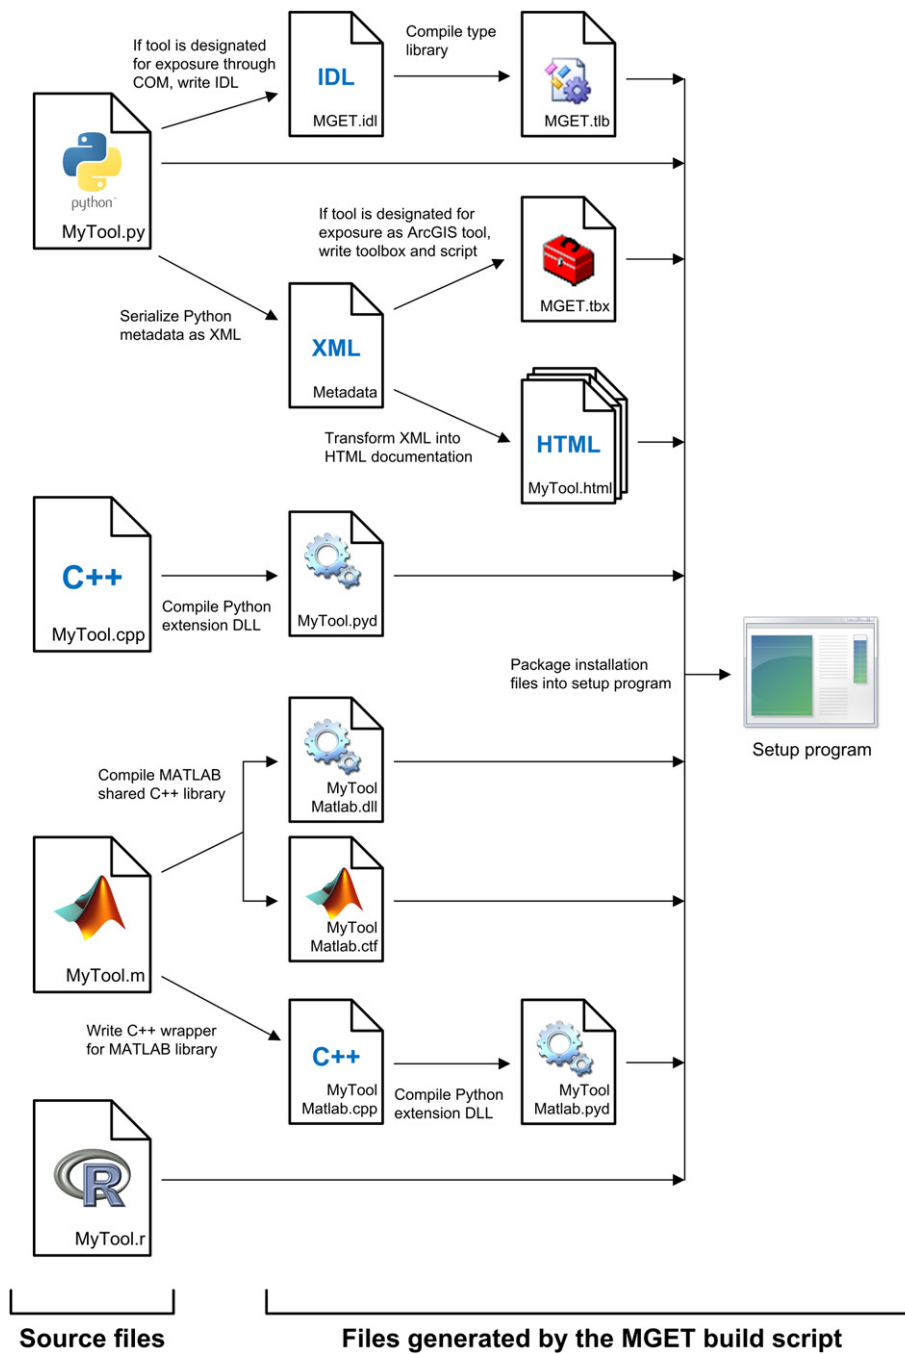 If tool is designated
for exposure through
COM, write IDL
IDL
MGET.idl
Compile type
library
MGET.tlb
python
MyTool.py
If tool is designated for
exposure as ArcGIS tool,
write toolbox and script
MGET.tbx
Serialize Python
metadata as XML
XML
Metadata
Transform XML into
HTML documentation
HTML
MyTool.html
C++
MyTool.cpp
Compile Python
extension DLL
MyTool.pyd
Package installation
files into setup program
Setup program
Compile MATLAB
shared C++ library
MyTool
Matlab.dll
MyTool
Matlab.ctf
MyTool.m
Write C++ wrapper
for MATLAB library
C++
MyTool
Matlab.cpp
Compile Python
extension DLL
MyTool
Matlab.pyd
R
MyTool.r
Source files
Files generated by the MGET build script